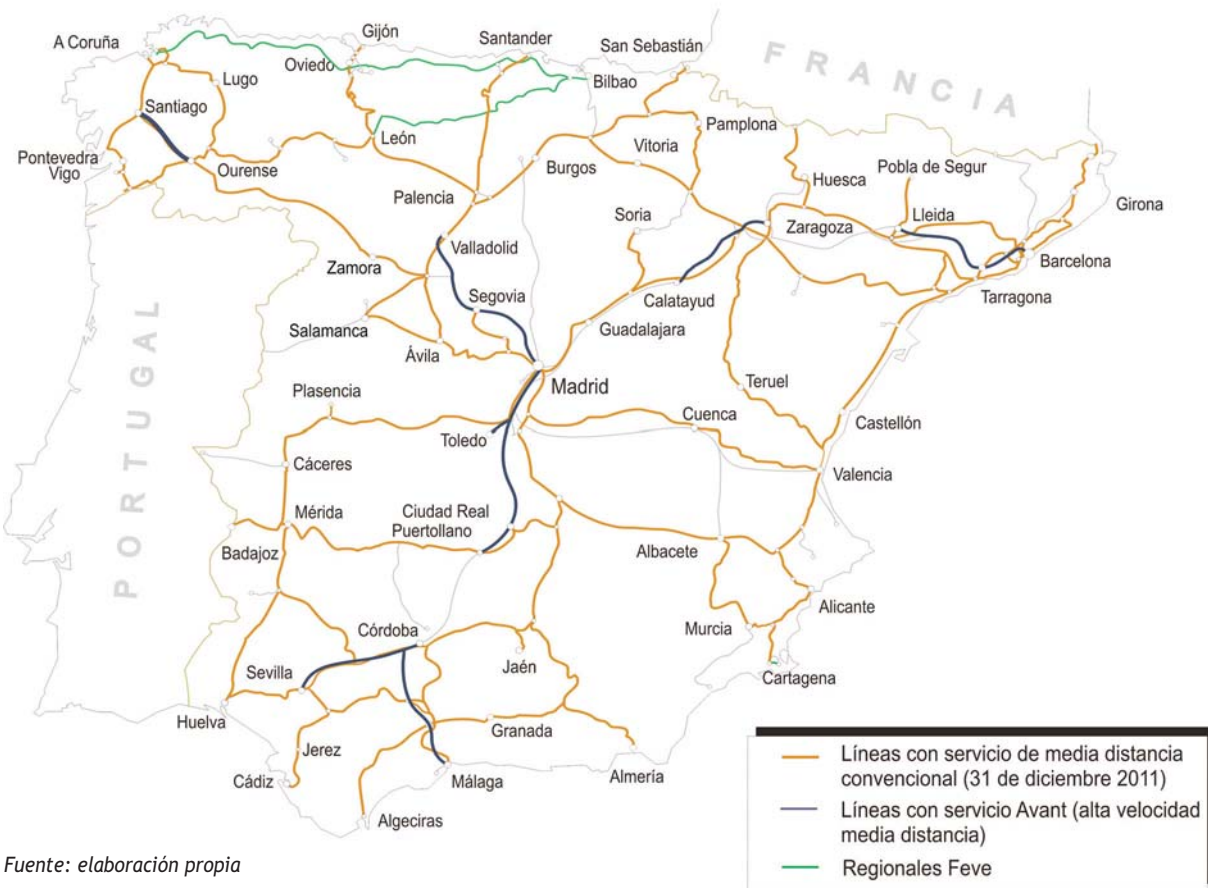 A Coruña
Gijón
Santander
San Sebastián
FRANCIA
Oviedo
Lugo
Bilbao
Santiago
León
Pamplona
Vitoria
Pontevedra
Vigo
Ourense
Burgos
Huesca
Pobla de Segur
Palencia
Soria
Lleida
Girona
Zaragoza
Valladolid
Barcelona
Zamora
Segovia
Calatayud
Tarragona
Salamanca
Guadalajara
Ávila
PORTUGAL
Madrid
Plasencia
Teruel
Cuenca
Castellón
Toledo
Cáceres
Valencia
Mérida
Ciudad Real
Puertollano
Badajoz
Albacete
Alicante
Córdoba
Murcia
Sevilla
Jaén
Cartagena
Huelva
Granada
Jerez
Cádiz
Málaga
Almería
Algeciras
Líneas con servicio de media distancia
convencional (31 de diciembre 2011)
Líneas con servicio Avant (alta velocidad
media distancia)
Regionales Feve
Fuente: elaboración propia